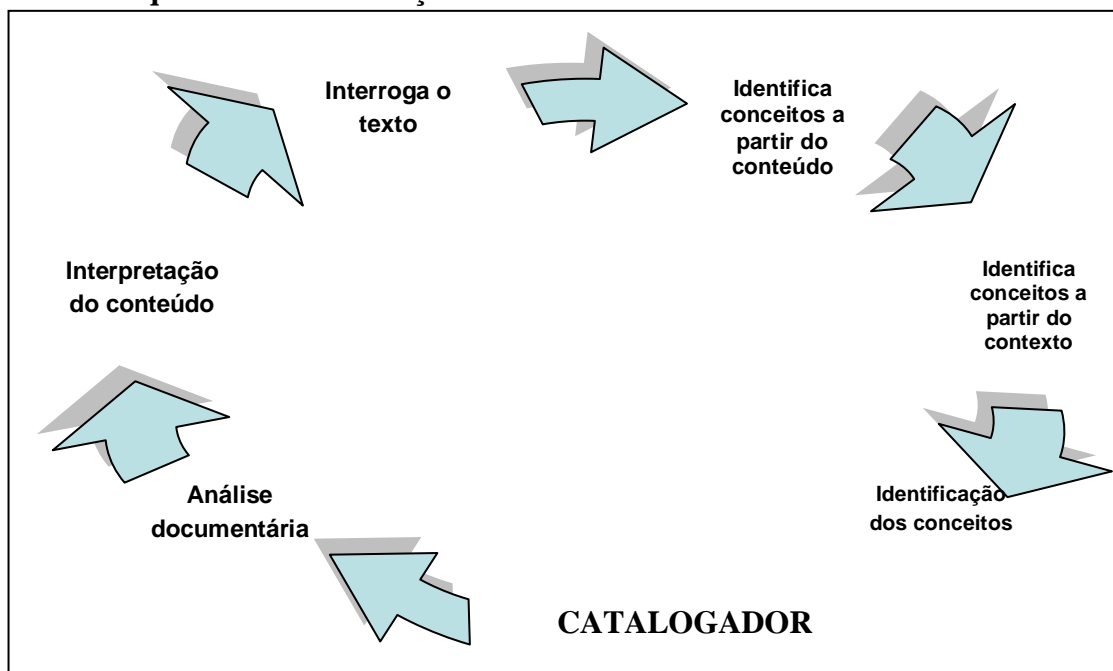 Interroga o
texto
Identifica
conceitos a
partir do
conteúdo
Interpretação
do conteúdo
Identifica
conceitos a
partir do
contexto
Análise
documentária
Identificação
dos conceitos
CATALOGADOR